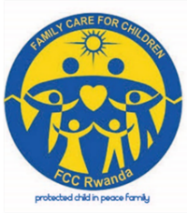 FAMILY CARE FOR CHILDREN
FCC Rwanda
protected child in peace family